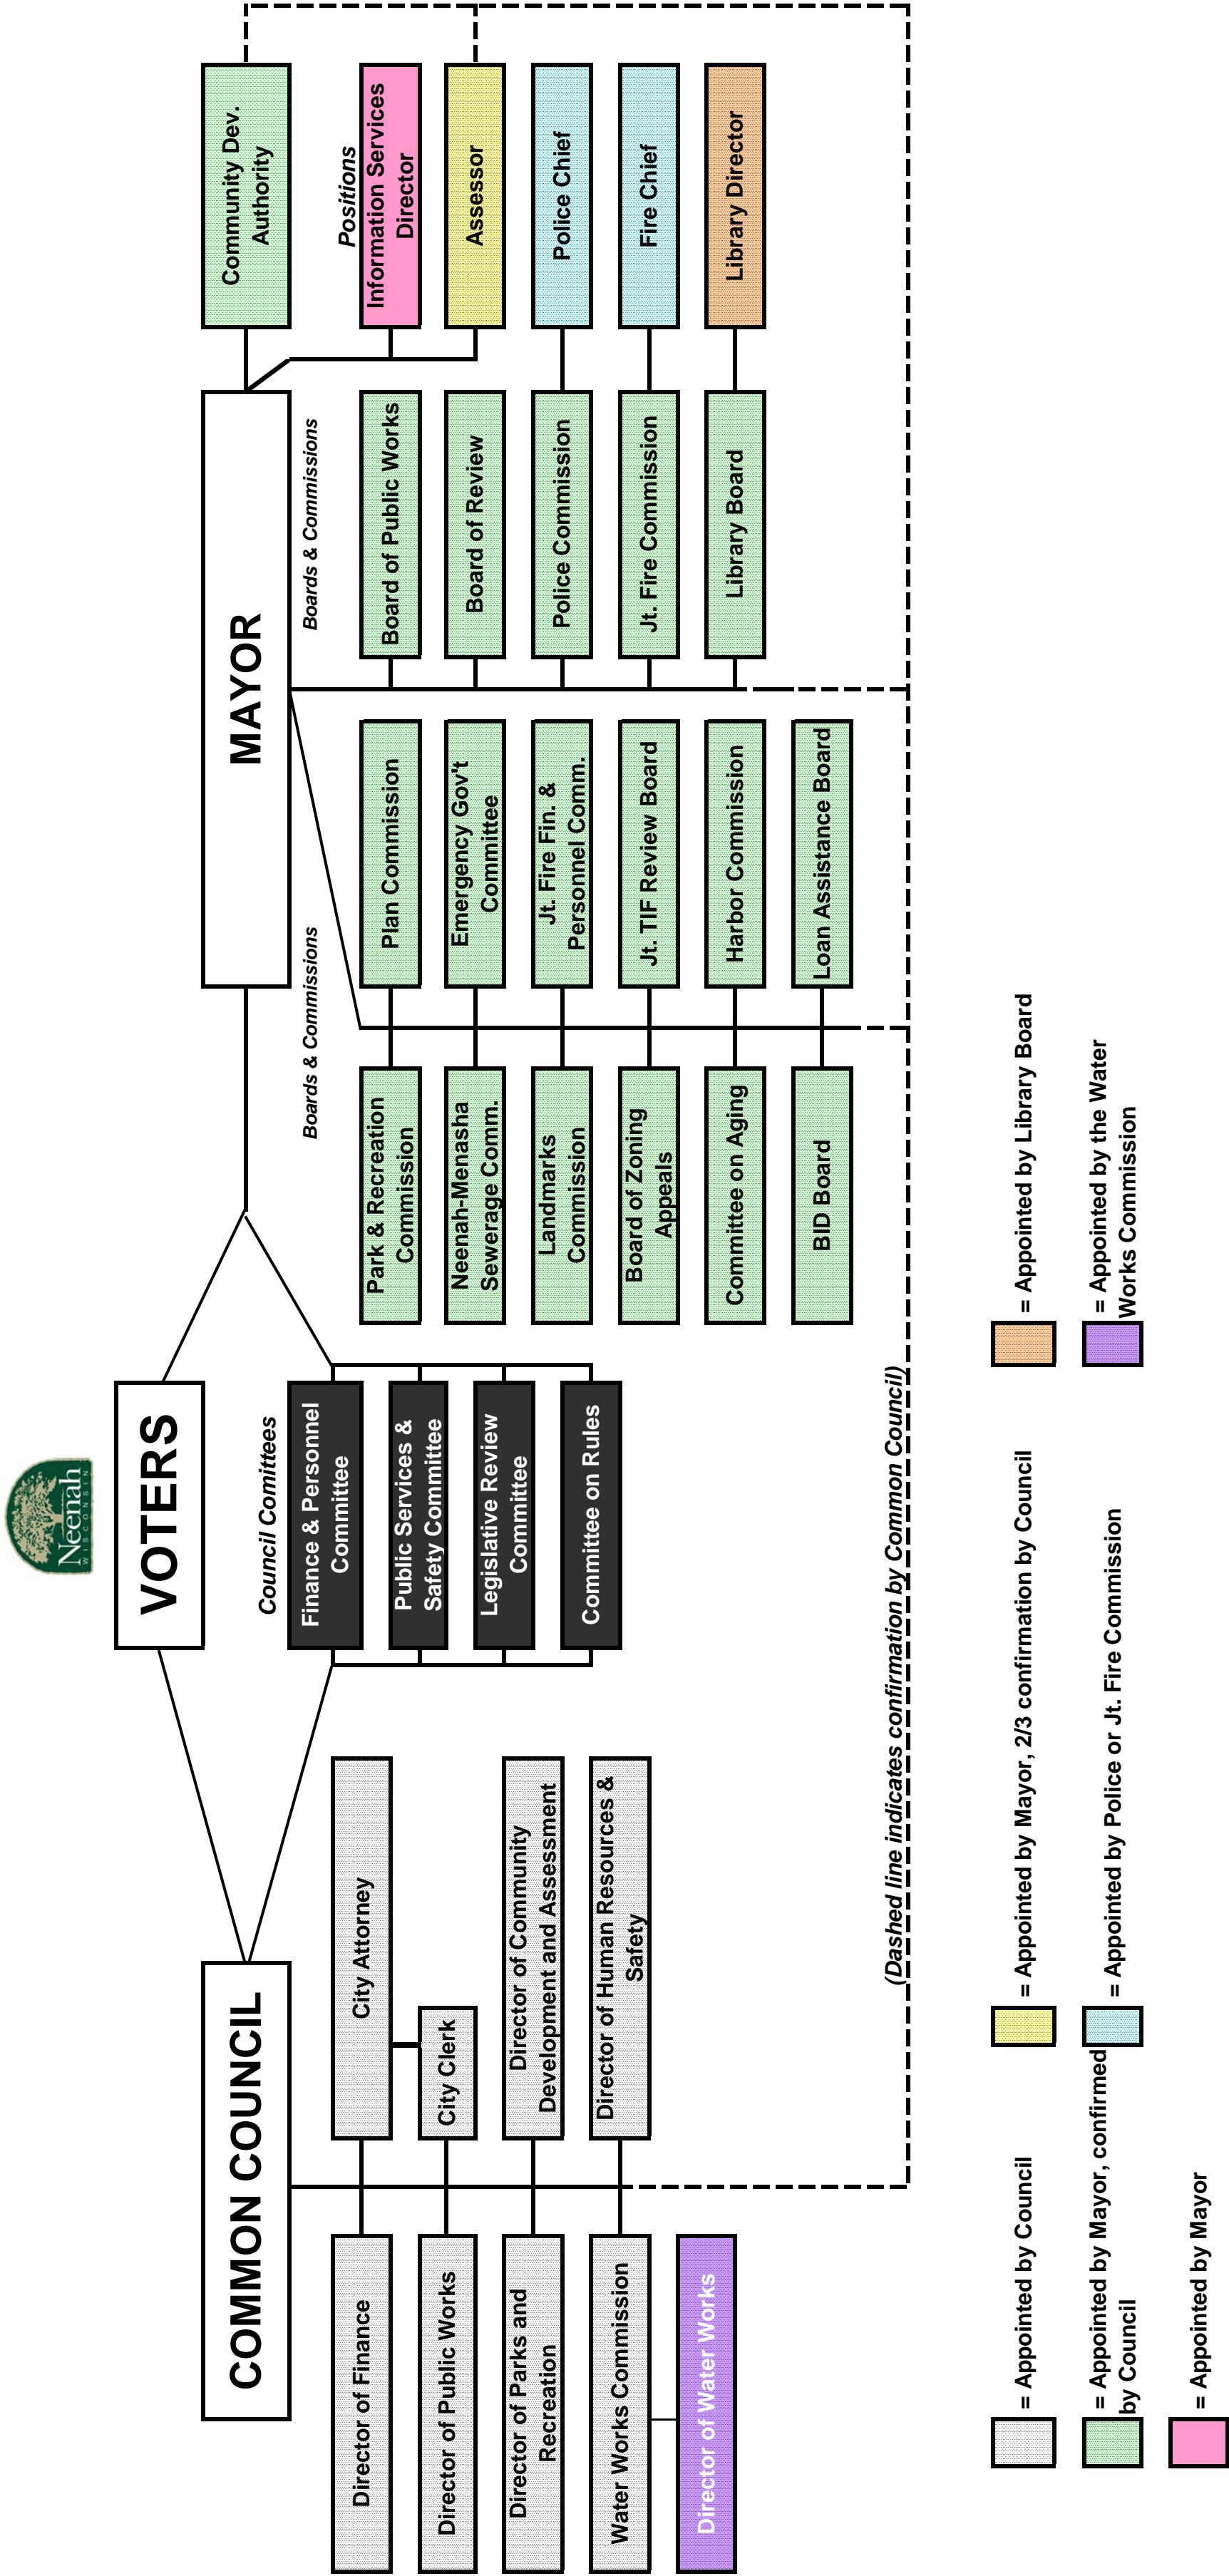 Neenah
WISCONSIN
VOTERS
COMMON COUNCIL
MAYOR
Council Comittees
Finance & Personnel
Committee
Public Services &
Safety Committee
Legislative Review
Committee
Committee on Rules
Director of Finance
City Attorney
Director of Public Works
City Clerk
Director of Parks and
Recreation
Director of Community
Development and Assessment
Water Works Commission
Director of Human Resources &
Safety
Director of Water Works
Boards & Commissions
Park & Recreation
Commission
Plan Commission
Neenah-Menasha
Sewerage Comm.
Emergency Gov't
Committee
Landmarks
Commission
Jt. Fire Fin. &
Personnel Comm.
Board of Zoning
Appeals
Jt. TIF Review Board
Committee on Aging
Harbor Commission
BID Board
Loan Assistance Board
Boards & Commissions
Board of Public Works
Board of Review
Police Commission
Jt. Fire Commission
Library Board
Community Dev.
Authority
Positions
Information Services
Director
Assessor
Police Chief
Fire Chief
Library Director
(Dashed line indicates confirmation by Common Council)
= Appointed by Council
= Appointed by Mayor, 2/3 confirmation by Council
= Appointed by Library Board
= Appointed by Mayor, confirmed
by Council
= Appointed by Police or Jt. Fire Commission
= Appointed by the Water
Works Commission
= Appointed by Mayor